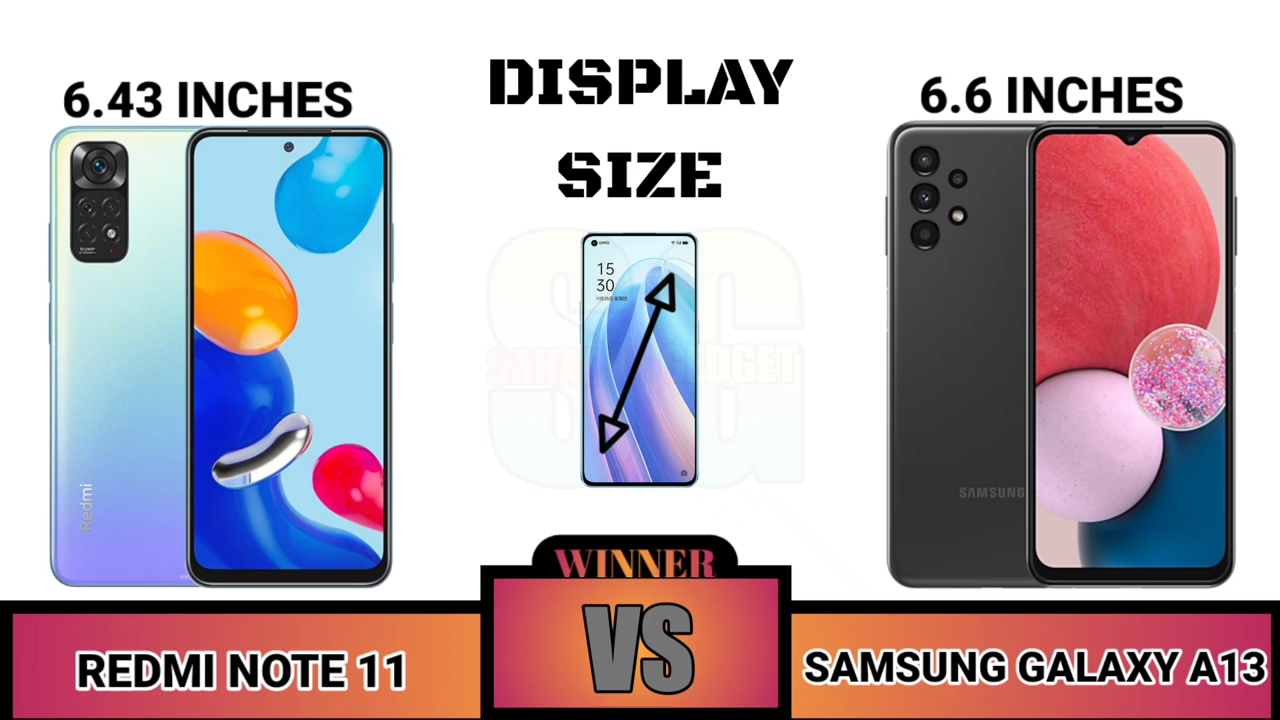 DISPLAY
SIZE
6.43 INCHES
6.6 INCHES
OPPO
15
30
Redmi
SAMSUNG
WINNER
VS
REDMI NOTE 11
SAMSUNG GALAXY A13